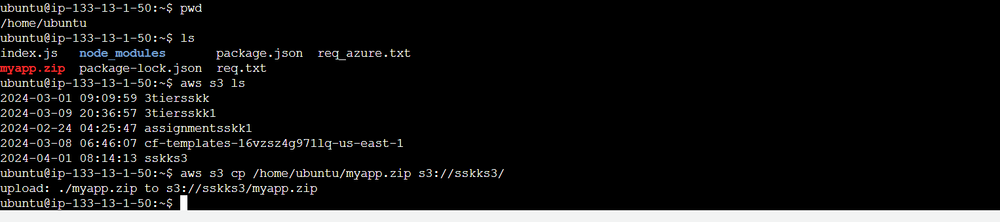 ubuntu@ip-133-13-1-50:~$ pwd
/home/ubuntu
ubuntu@ip-133-13-1-50:~$ ls
index.js   node_modules       package.json  req_azure.txt
myapp.zip  package-lock.json  req.txt
ubuntu@ip-133-13-1-50:~$ aws s3 ls
2024-03-01 09:09:59 3tiersskk
2024-03-09 20:36:57 3tiersskk1
2024-02-24 04:25:47 assignmentsskk1
2024-03-08 06:46:07 cf-templates-16vzsz4g971lq-us-east-1
2024-04-01 08:14:13 sskks3
ubuntu@ip-133-13-1-50:~$ aws s3 cp /home/ubuntu/myapp.zip s3://sskks3/
upload: ./myapp.zip to s3://sskks3/myapp.zip
ubuntu@ip-133-13-1-50:~$